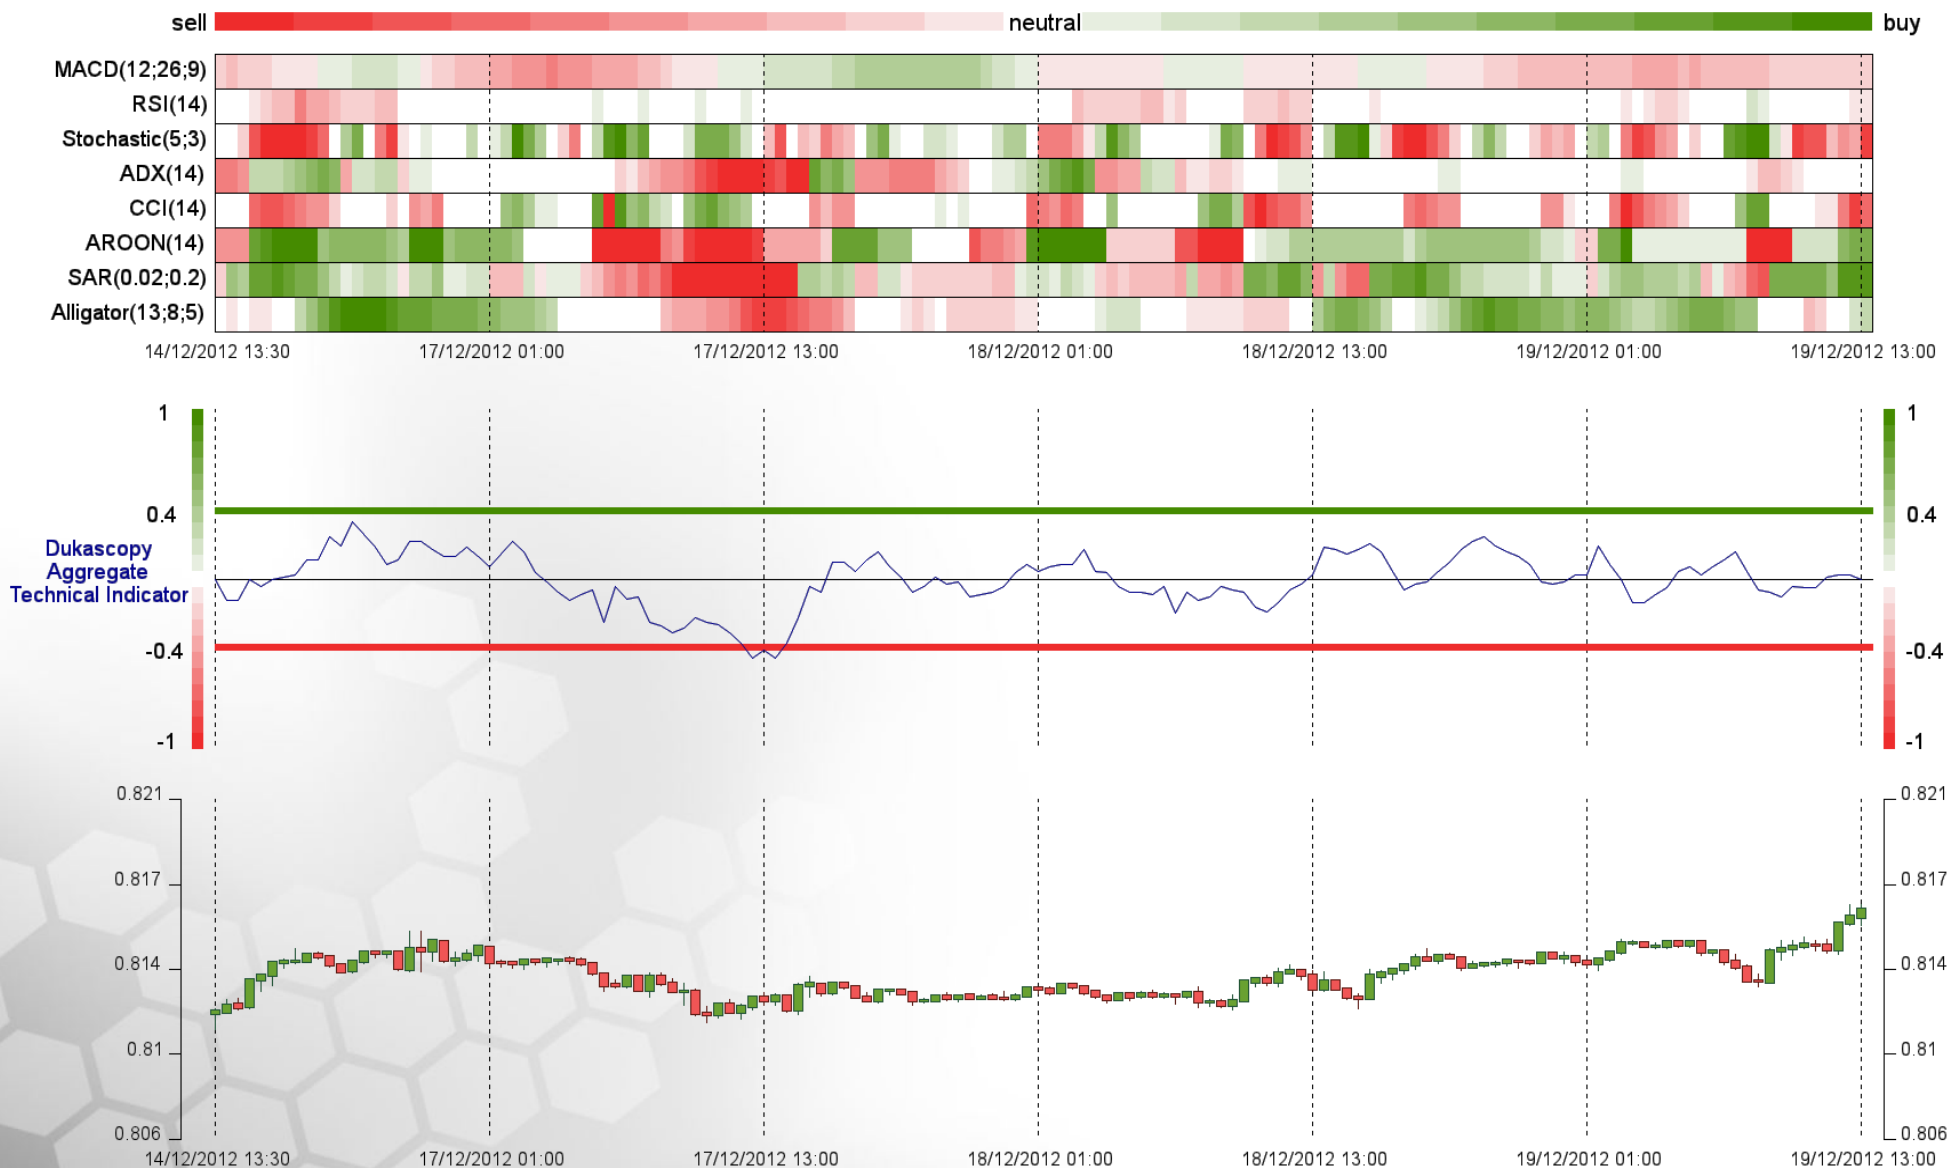 sell neutral buy
MACD(12;26;9)
RSI(14)
Stochastic(5;3)
ADX(14)
CCI(14)
AROON(14)
SAR(0.02;0.2)
Alligator(13;8;5)
14/12/2012 13:30 17/12/2012 01:00 17/12/2012 13:00 18/12/2012 01:00 18/12/2012 13:00 19/12/2012 01:00 19/12/2012 13:00
1 1
0.4 0.4
Dukascopy
Aggregate
Technical Indicator
-0.4 -0.4
-1 -1
0.821 0.821
0.817 0.817
0.814 0.814
0.81 0.81
0.806 0.806
14/12/2012 13:30 17/12/2012 01:00 17/12/2012 13:00 18/12/2012 01:00 18/12/2012 13:00 19/12/2012 01:00 19/12/2012 13:00